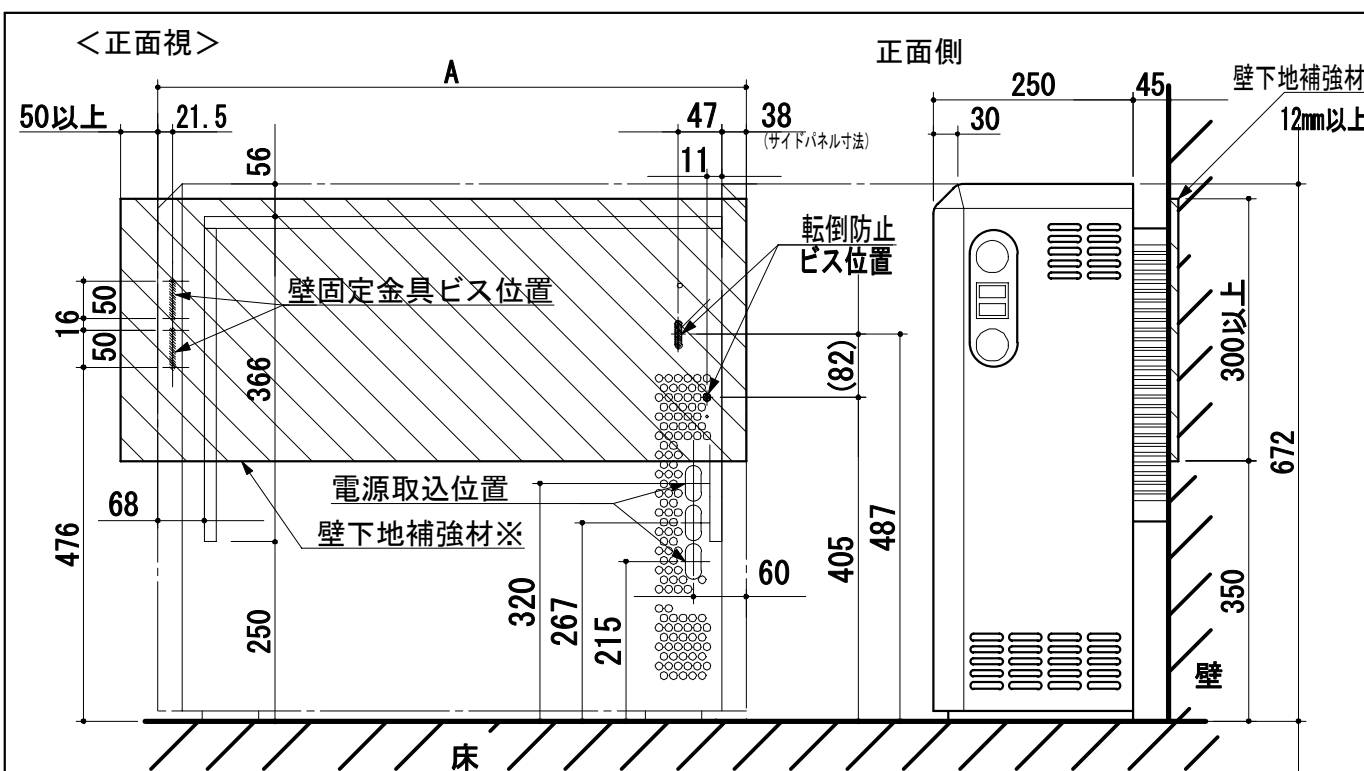 ＜正面視＞
正面側
A
250
45
壁下地補強材
12mm以上
50以上
21.5
47
38
(サイドパネル寸法)
30
11
56
転倒防止
ビス位置
壁固定金具ビス位置
50
16
50
366
(82)
300以上
672
電源取込位置
68
壁下地補強材※
476
487
405
320
267
215
60
250
350
壁
床